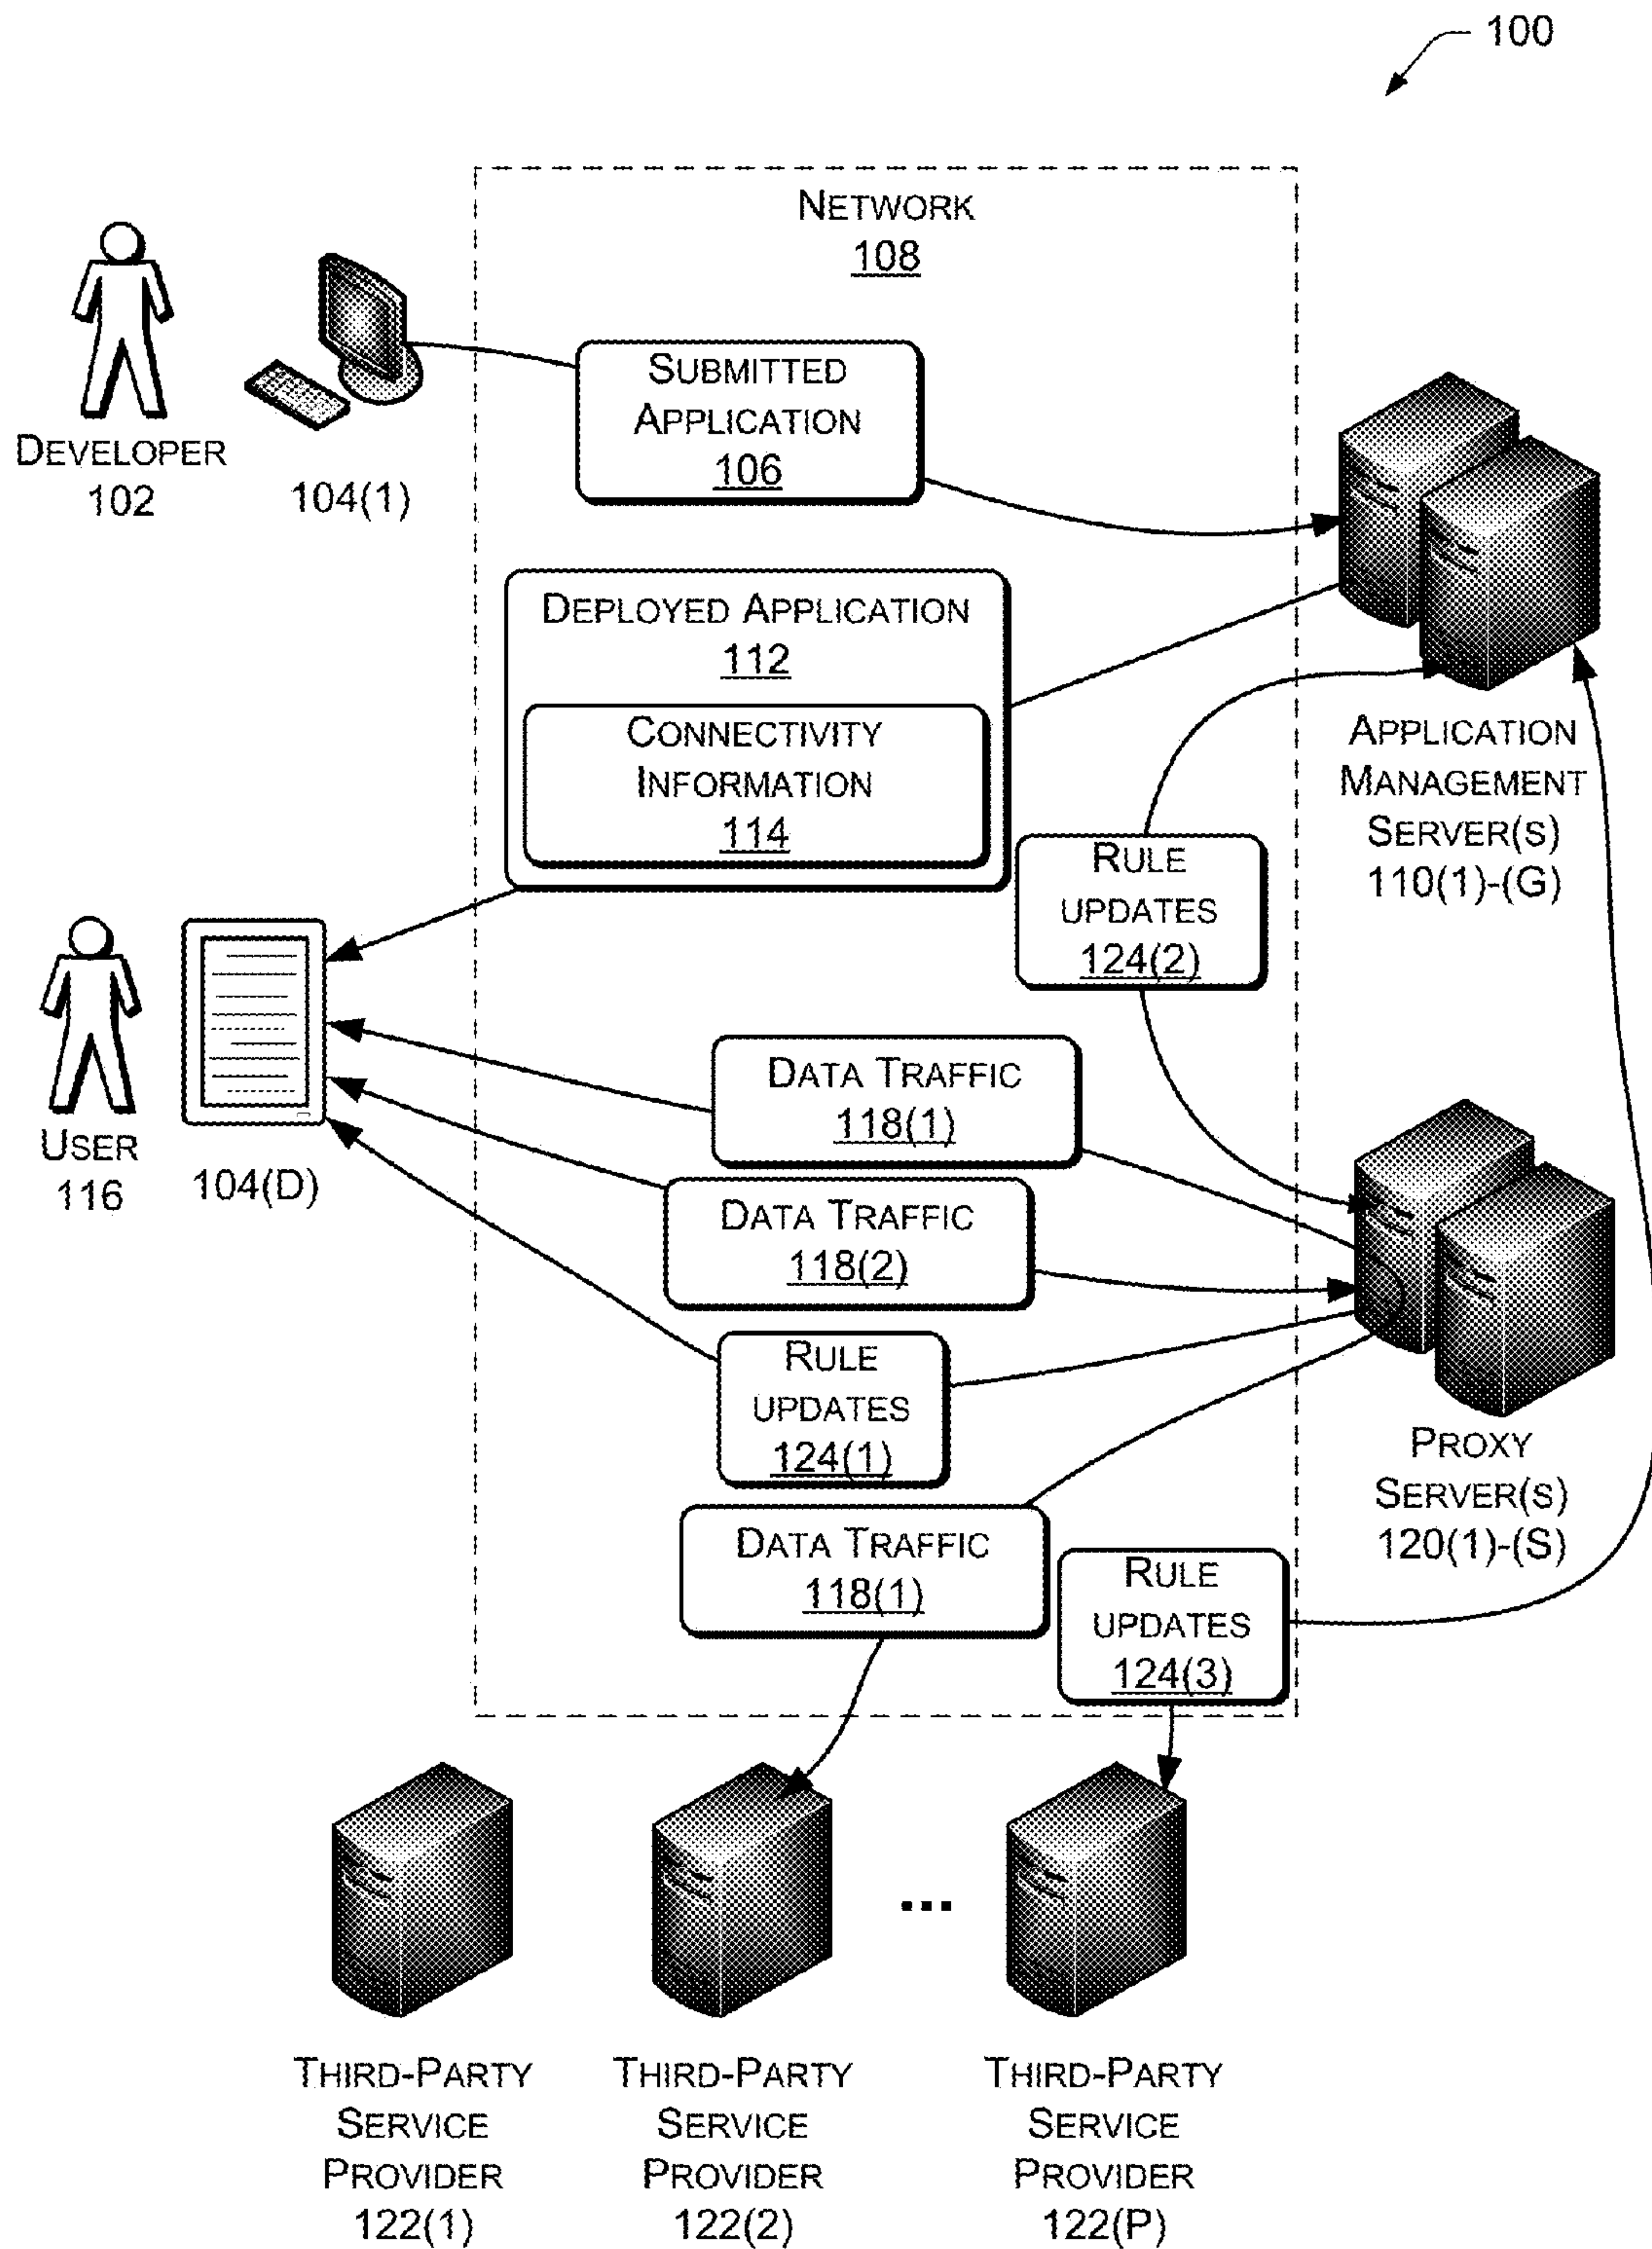 100
NETWORK
108
SUBMITTED
APPLICATION
106
DEVELOPER
102
104(1)
DEPLOYED APPLICATION
112
CONNECTIVITY
INFORMATION
114
APPLICATION
MANAGEMENT
SERVER(S)
110(1)-(G)
RULE
UPDATES
124(2)
USER
116
104(D)
DATA TRAFFIC
118(1)
DATA TRAFFIC
118(2)
RULE
UPDATES
124(1)
PROXY
SERVER(S)
120(1)-(S)
DATA TRAFFIC
118(1)
RULE
UPDATES
124(3)
...
THIRD-PARTY
SERVICE
PROVIDER
122(1)
THIRD-PARTY
SERVICE
PROVIDER
122(2)
THIRD-PARTY
SERVICE
PROVIDER
122(P)